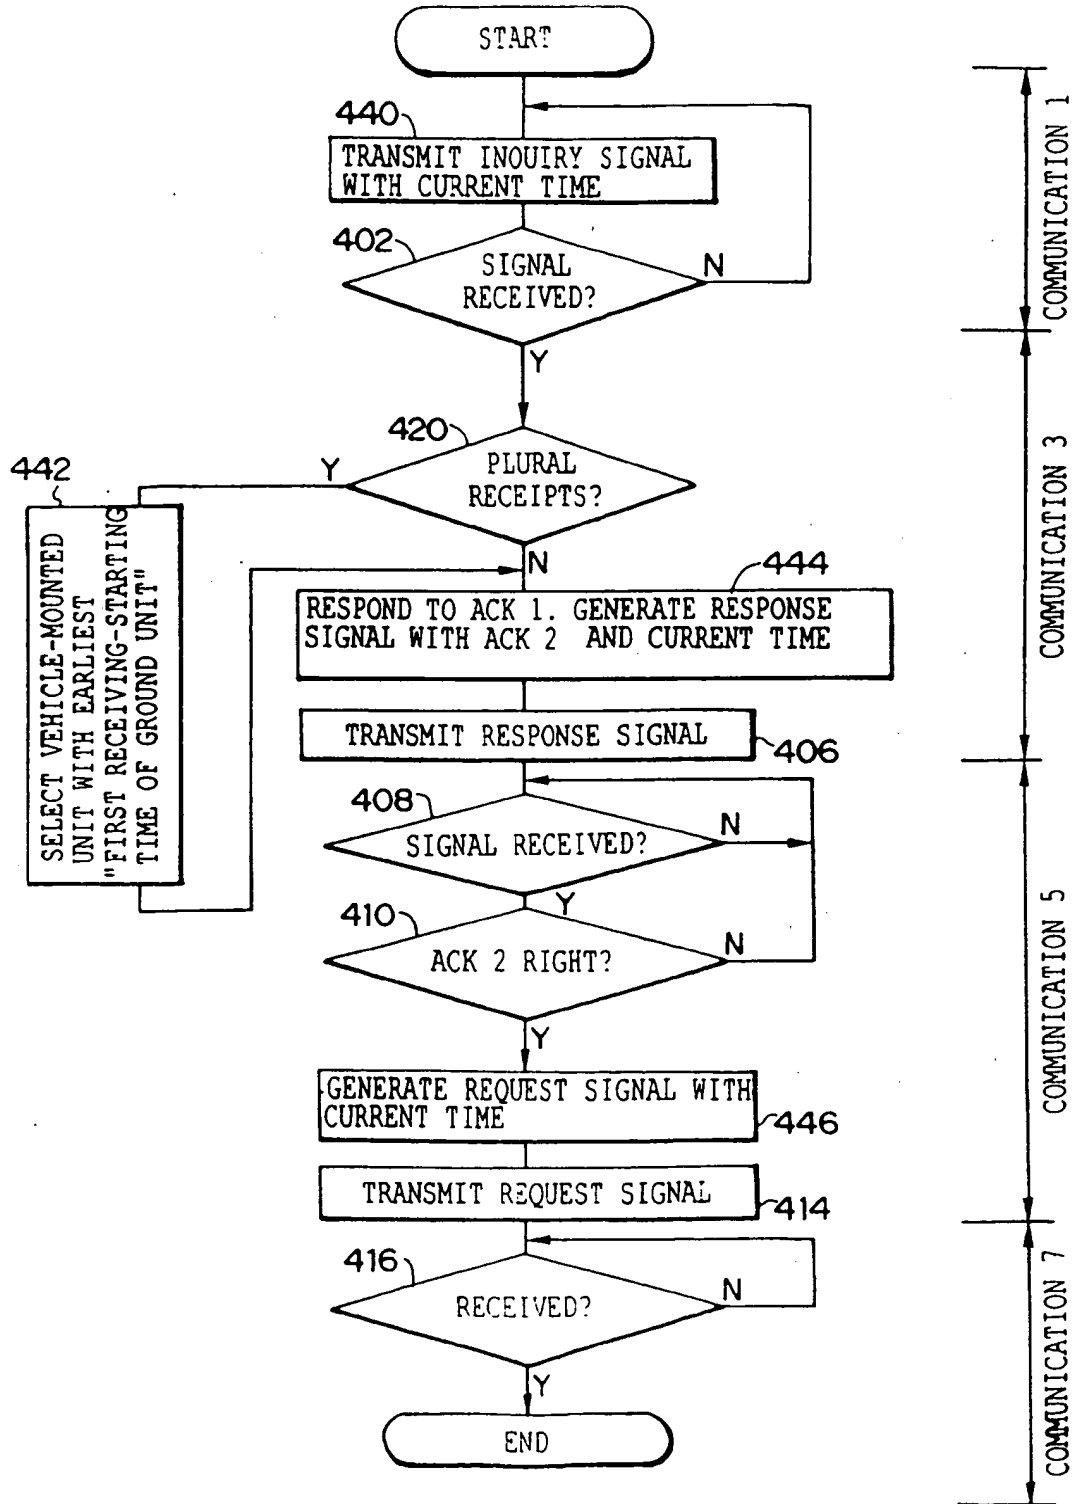 START
440
TRANSMIT INOUIRY SIGNAL
WITH CURRENT TIME
402
SIGNAL
RECEIVED?
N
Y
COMMUNICATION 1
420
PLURAL
RECEIPTS?
Y
N
442
SELECT VEHICLE-MOUNTED
UNIT WITH EARLIEST
"FIRST RECEIVING-STARTING
TIME OF GROUND UNIT"
444
RESPOND TO ACK 1. GENERATE RESPONSE
SIGNAL WITH ACK 2 AND CURRENT TIME
TRANSMIT RESPONSE SIGNAL
406
COMMUNICATION 3
408
SIGNAL RECEIVED?
N
Y
410
ACK 2 RIGHT?
N
Y
GENERATE REQUEST SIGNAL WITH
CURRENT TIME
446
TRANSMIT REQUEST SIGNAL
414
COMMUNICATION 5
416
RECEIVED?
N
Y
END
COMMUNICATION 7